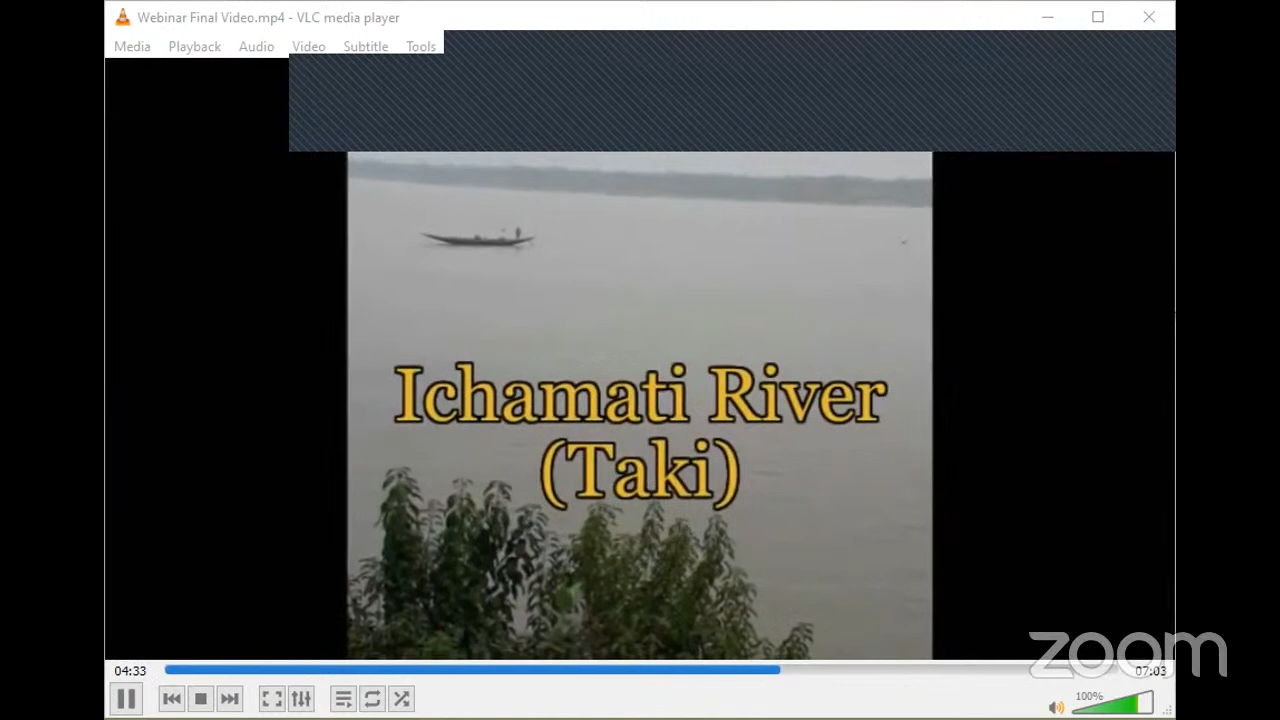 Webinar Final Video.mp4 - VLC media player
Media Playback Audio Video Subtitle Tools
Ichamati River
(Taki)
zoom
04:33
07:03
100%